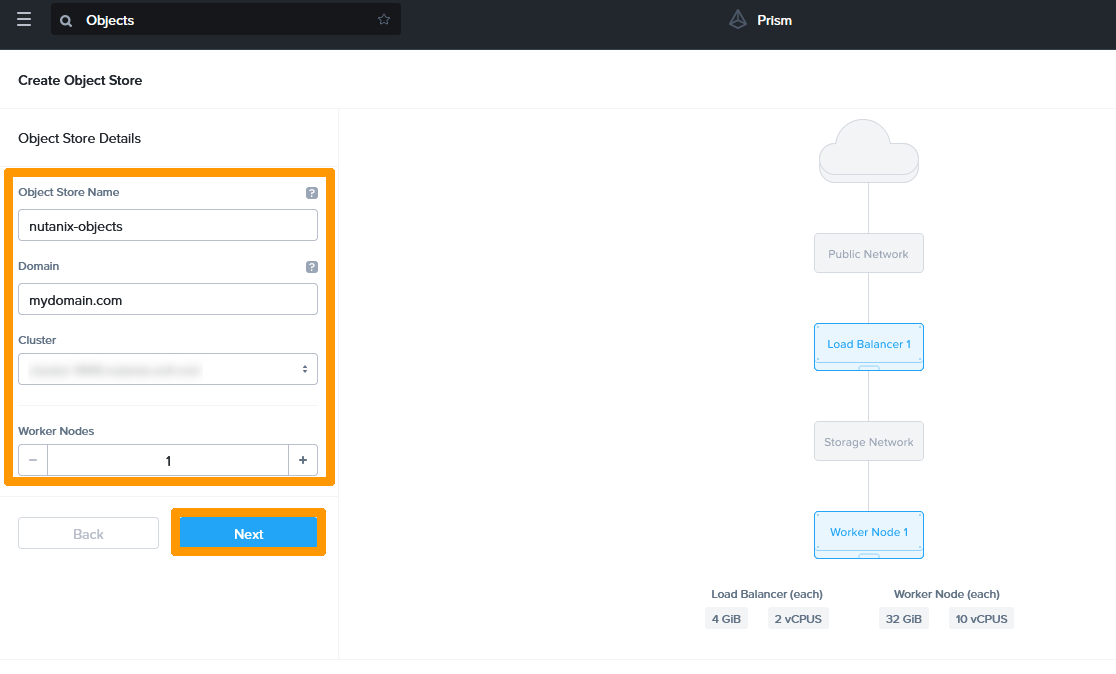 Objects
Prism
Create Object Store
Object Store Details
Object Store Name ?
nutanix-objects
Domain ?
mydomain.com
Cluster
Worker Nodes
− 1 +
Back Next
Public Network
Load Balancer 1
Storage Network
Worker Node 1
Load Balancer (each) Worker Node (each)
4 GiB 2 vCPUS 32 GiB 10 vCPUS